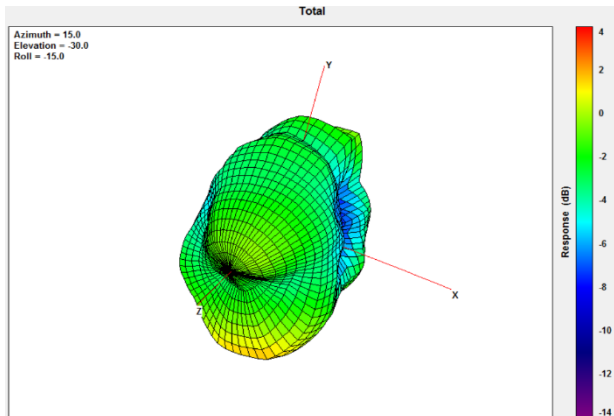 Total
Azimuth = 15.0
Elevation = -30.0
Roll = -15.0
Y
X
Z
4
2
0
-2
-4
-6
-8
-10
-12
-14
Response (dB)